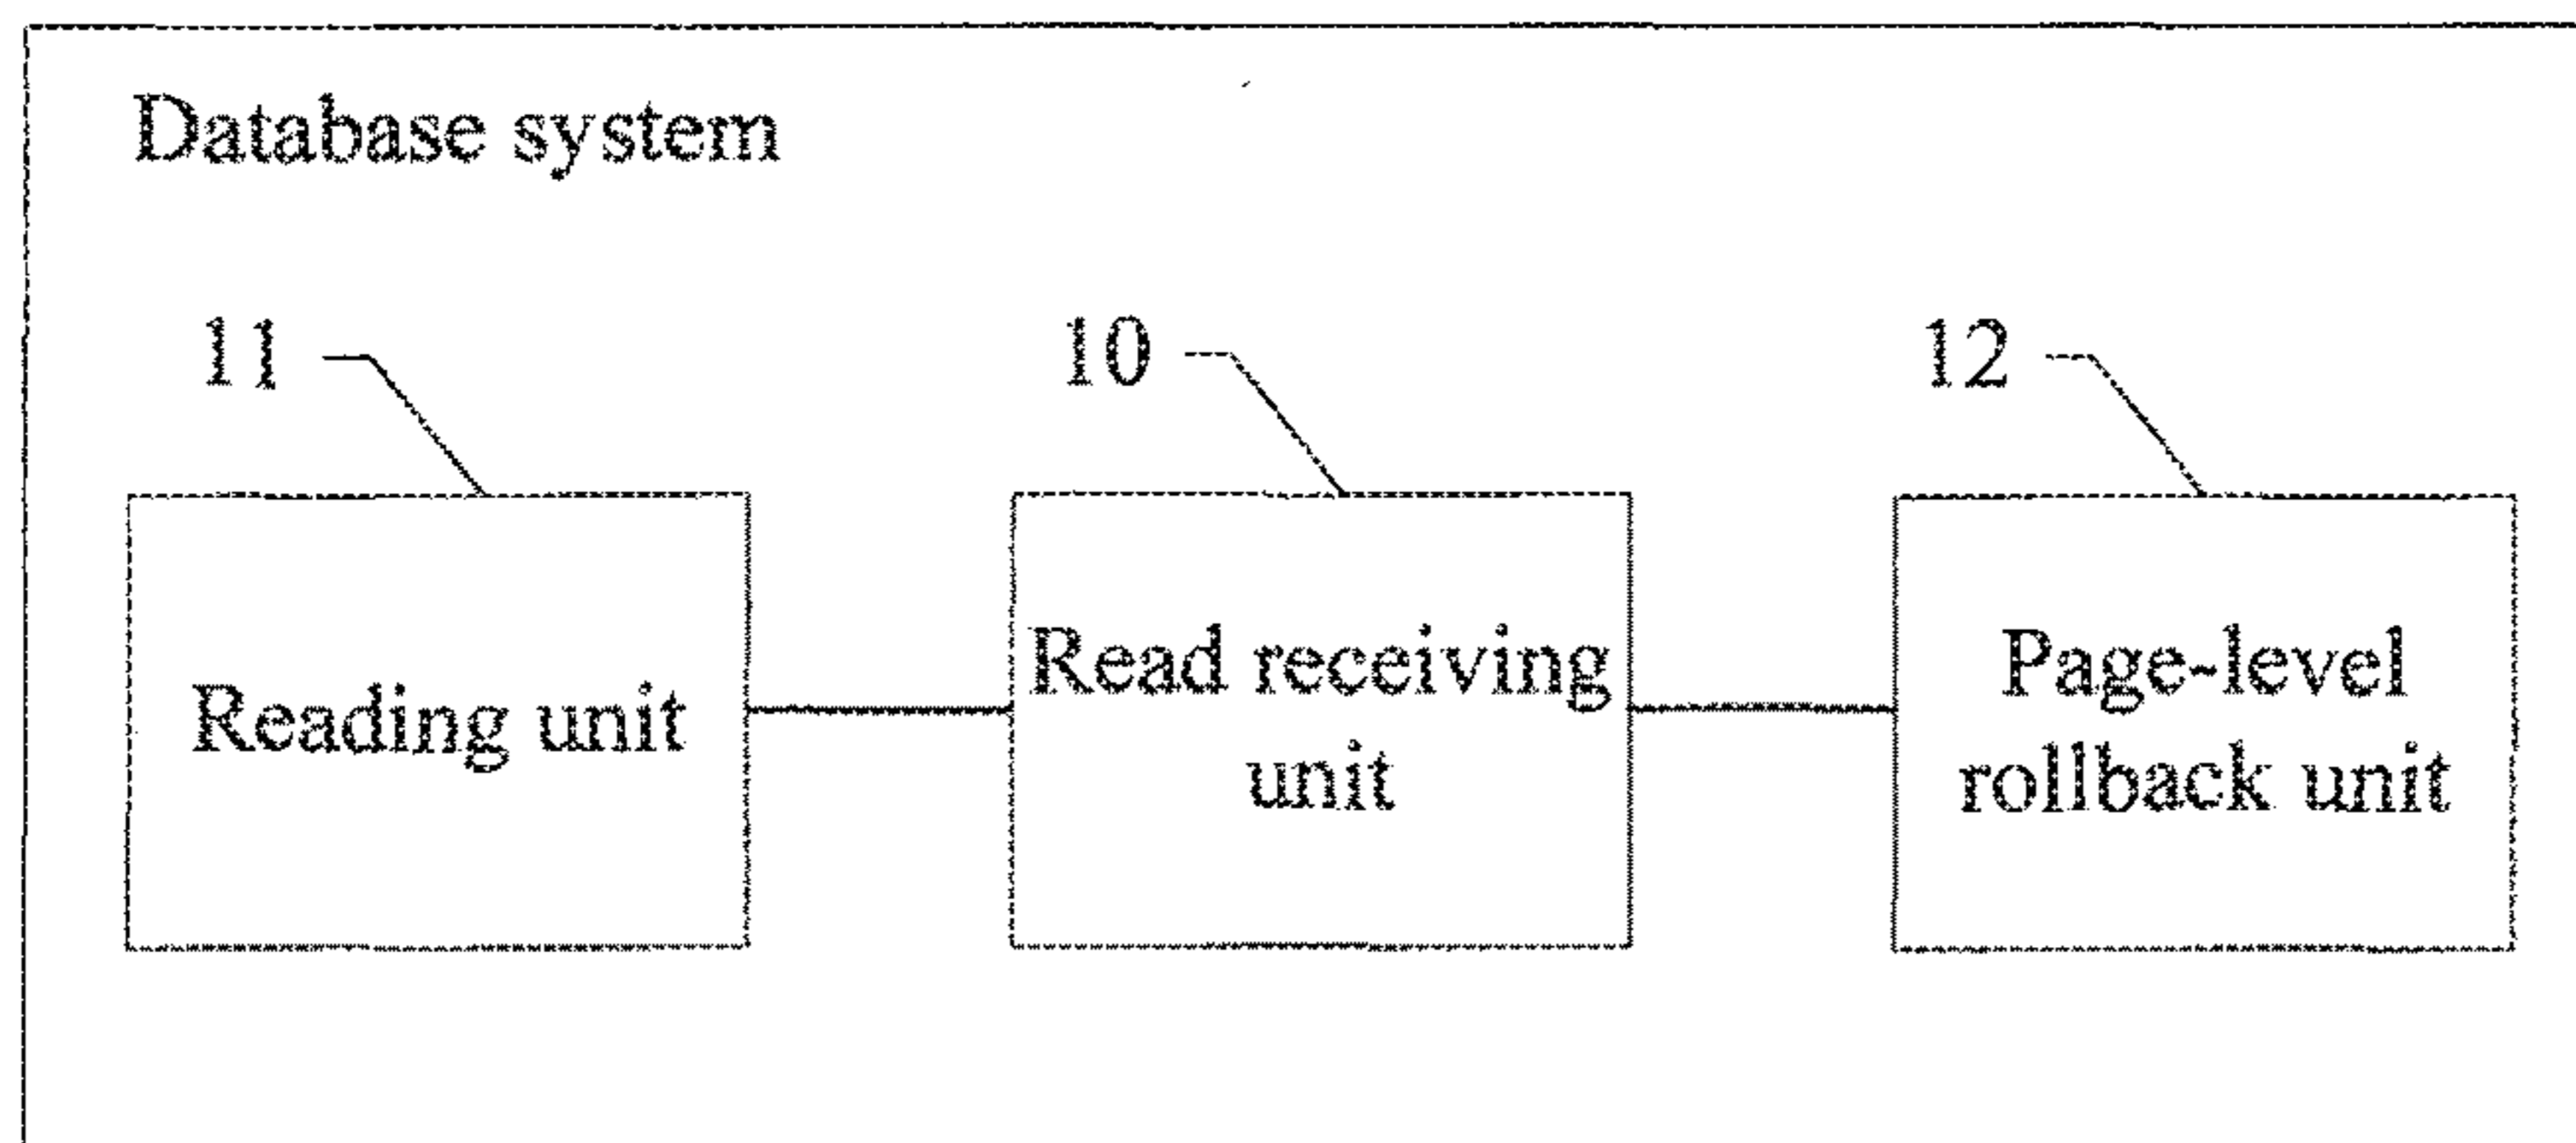 Database system
11
10
12
Reading unit
Read receiving
unit
Page-level
rollback unit